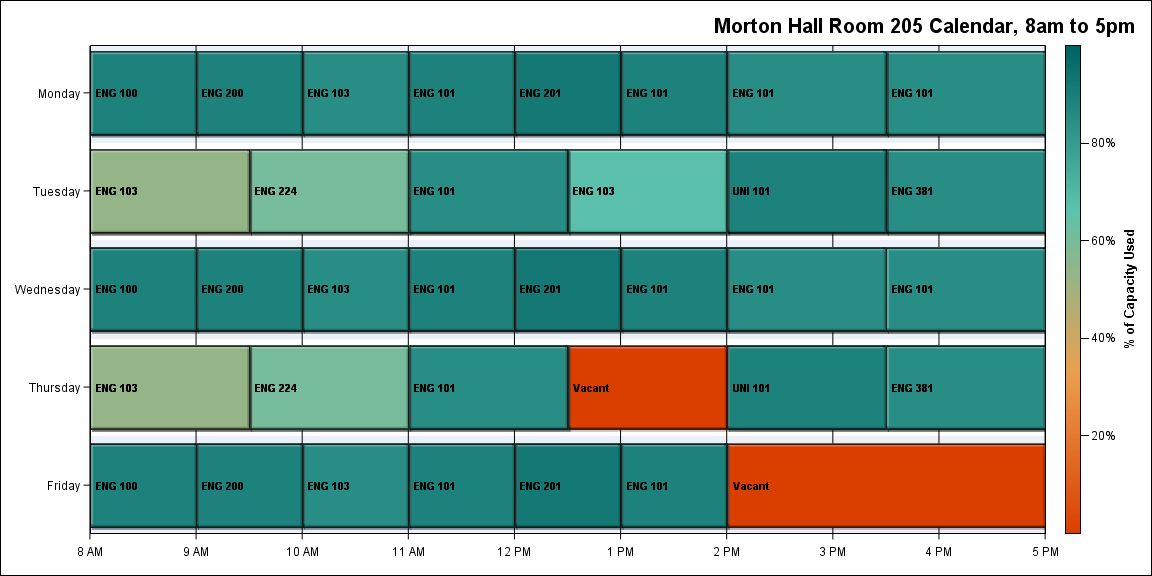 Morton Hall Room 205 Calendar, 8am to 5pm
Monday
ENG 100
ENG 200
ENG 103
ENG 101
ENG 201
ENG 101
ENG 101
ENG 101
Tuesday
ENG 103
ENG 224
ENG 101
ENG 103
UNI 101
ENG 381
Wednesday
ENG 100
ENG 200
ENG 103
ENG 101
ENG 201
ENG 101
ENG 101
ENG 101
Thursday
ENG 103
ENG 224
ENG 101
Vacant
UNI 101
ENG 381
Friday
ENG 100
ENG 200
ENG 103
ENG 101
ENG 201
ENG 101
Vacant
8 AM
9 AM
10 AM
11 AM
12 PM
1 PM
2 PM
3 PM
4 PM
5 PM
80%
60%
40%
20%
% of Capacity Used